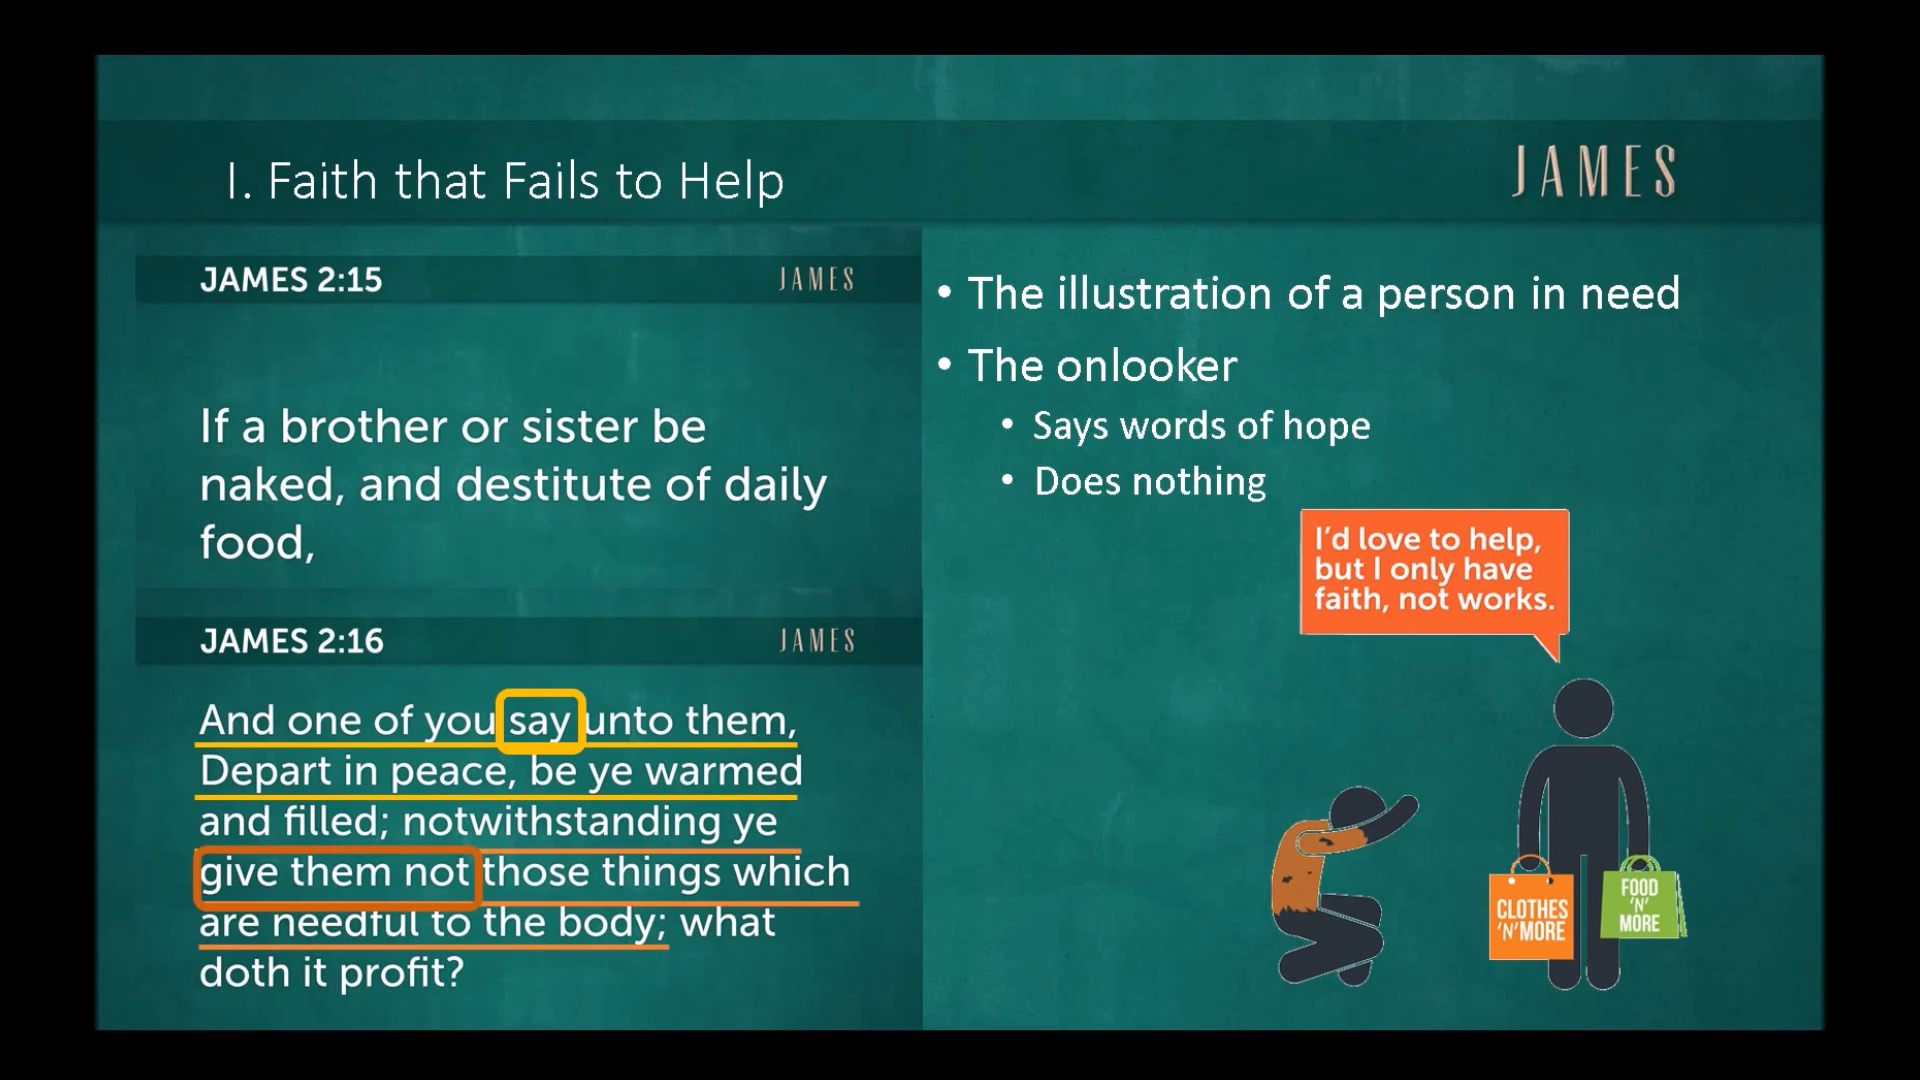 I. Faith that Fails to Help
JAMES
JAMES 2:15
JAMES
If a brother or sister be
naked, and destitute of daily
food,
JAMES 2:16
JAMES
And one of you say unto them,
Depart in peace, be ye warmed
and filled; notwithstanding ye
give them not those things which
are needful to the body; what
doth it profit?
• The illustration of a person in need
• The onlooker
• Says words of hope
• Does nothing
I'd love to help,
but I only have
faith, not works.
CLOTHES
'N'MORE
FOOD
'N'
MORE